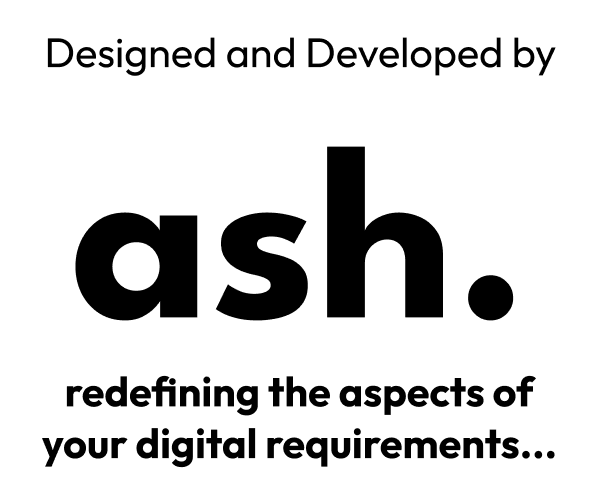 Designed and Developed by
ash.
redefining the aspects of
your digital requirements...